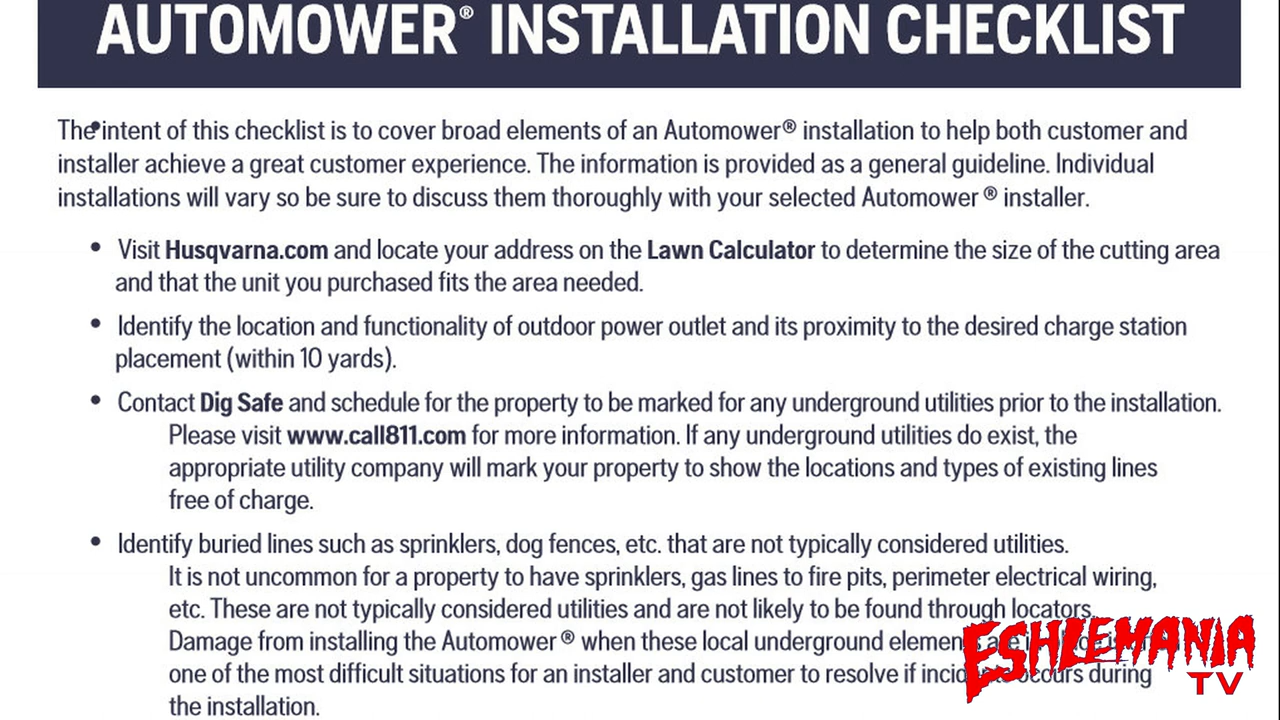 AUTOMOWER® INSTALLATION CHECKLIST
The intent of this checklist is to cover broad elements of an Automower® installation to help both customer and
installer achieve a great customer experience. The information is provided as a general guideline. Individual
installations will vary so be sure to discuss them thoroughly with your selected Automower ® installer.
• Visit Husqvarna.com and locate your address on the Lawn Calculator to determine the size of the cutting area
and that the unit you purchased fits the area needed.
• Identify the location and functionality of outdoor power outlet and its proximity to the desired charge station
placement (within 10 yards).
• Contact Dig Safe and schedule for the property to be marked for any underground utilities prior to the installation.
Please visit www.call811.com for more information. If any underground utilities do exist, the
appropriate utility company will mark your property to show the locations and types of existing lines
free of charge.
• Identify buried lines such as sprinklers, dog fences, etc. that are not typically considered utilities.
It is not uncommon for a property to have sprinklers, gas lines to fire pits, perimeter electrical wiring,
etc. These are not typically considered utilities and are not likely to be found through locators.
Damage from installing the Automower ® when these local underground
one of the most difficult situations for an installer and customer to resolve if occurs during
the installation.
ESHLEMANIA
TV